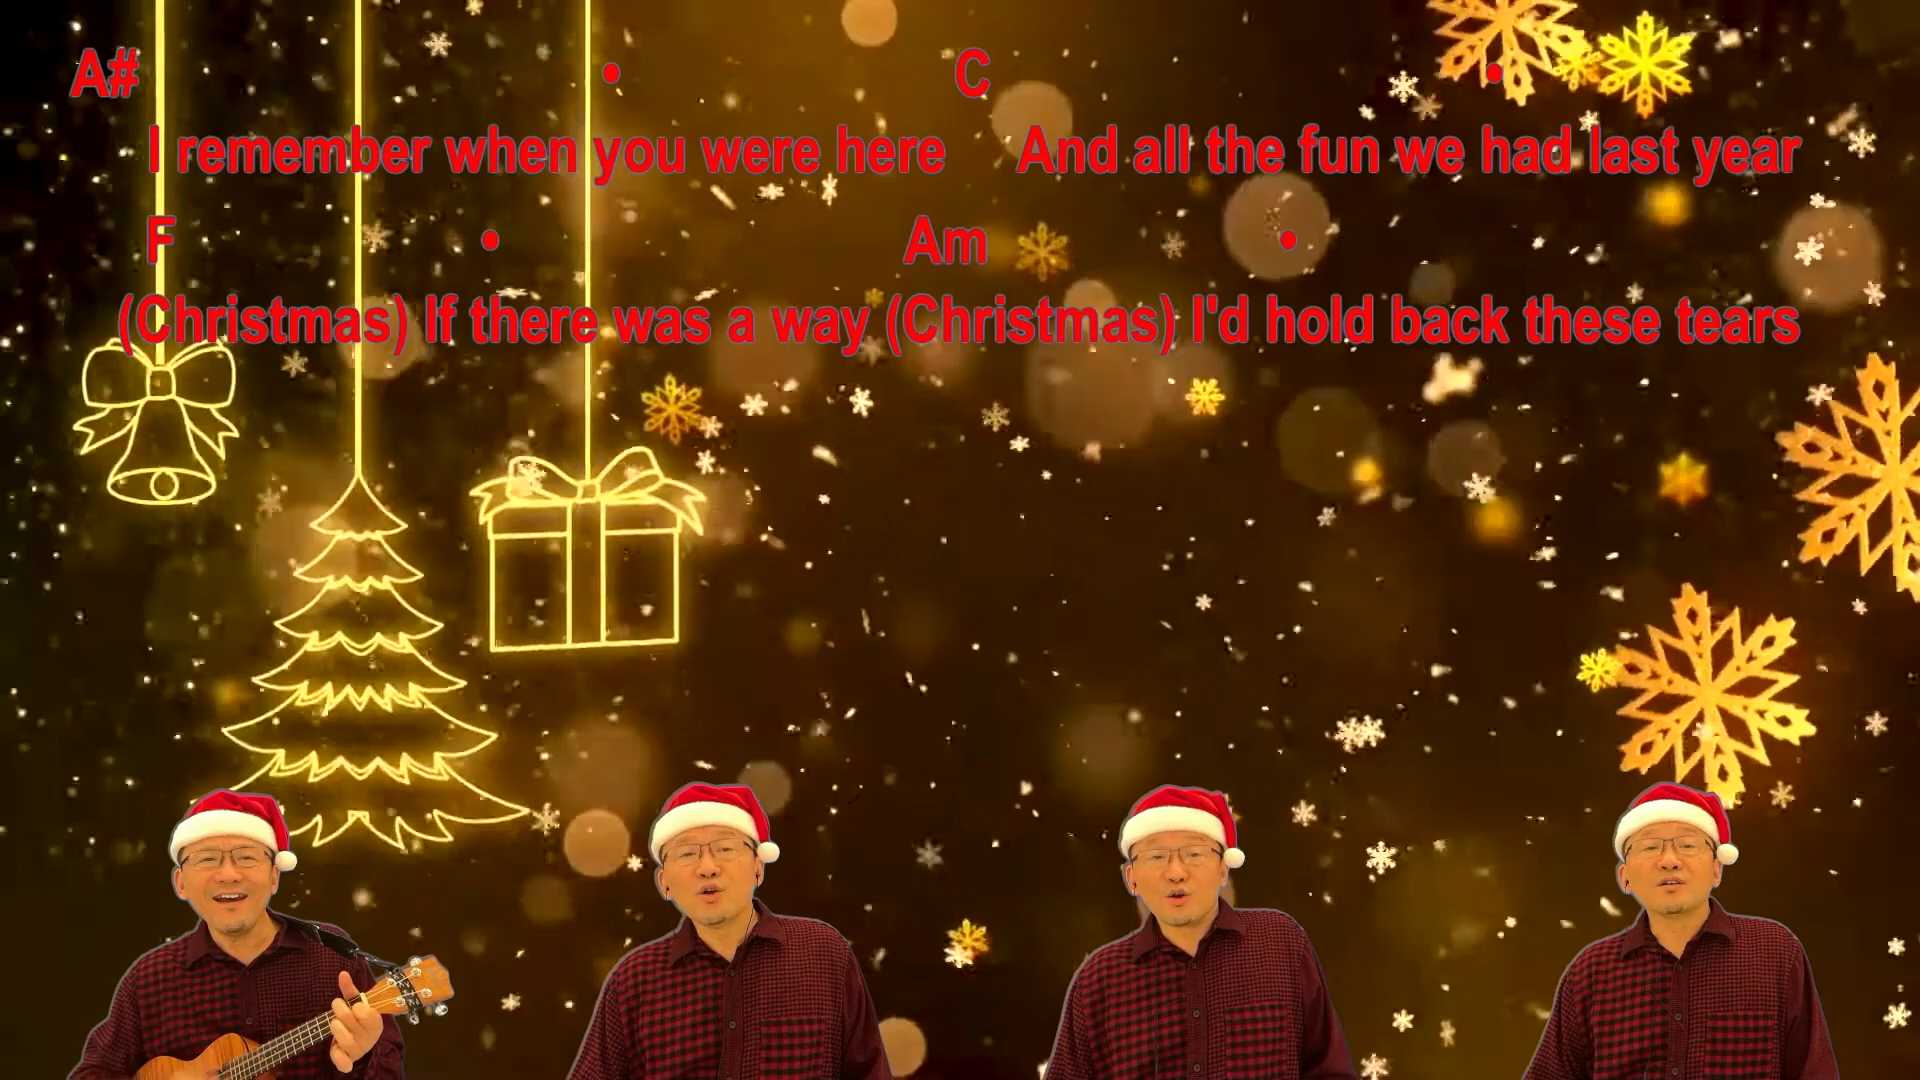 A# • C •
I remember when you were here And all the fun we had last year
F • Am •
(Christmas) If there was a way (Christmas) I'd hold back these tears